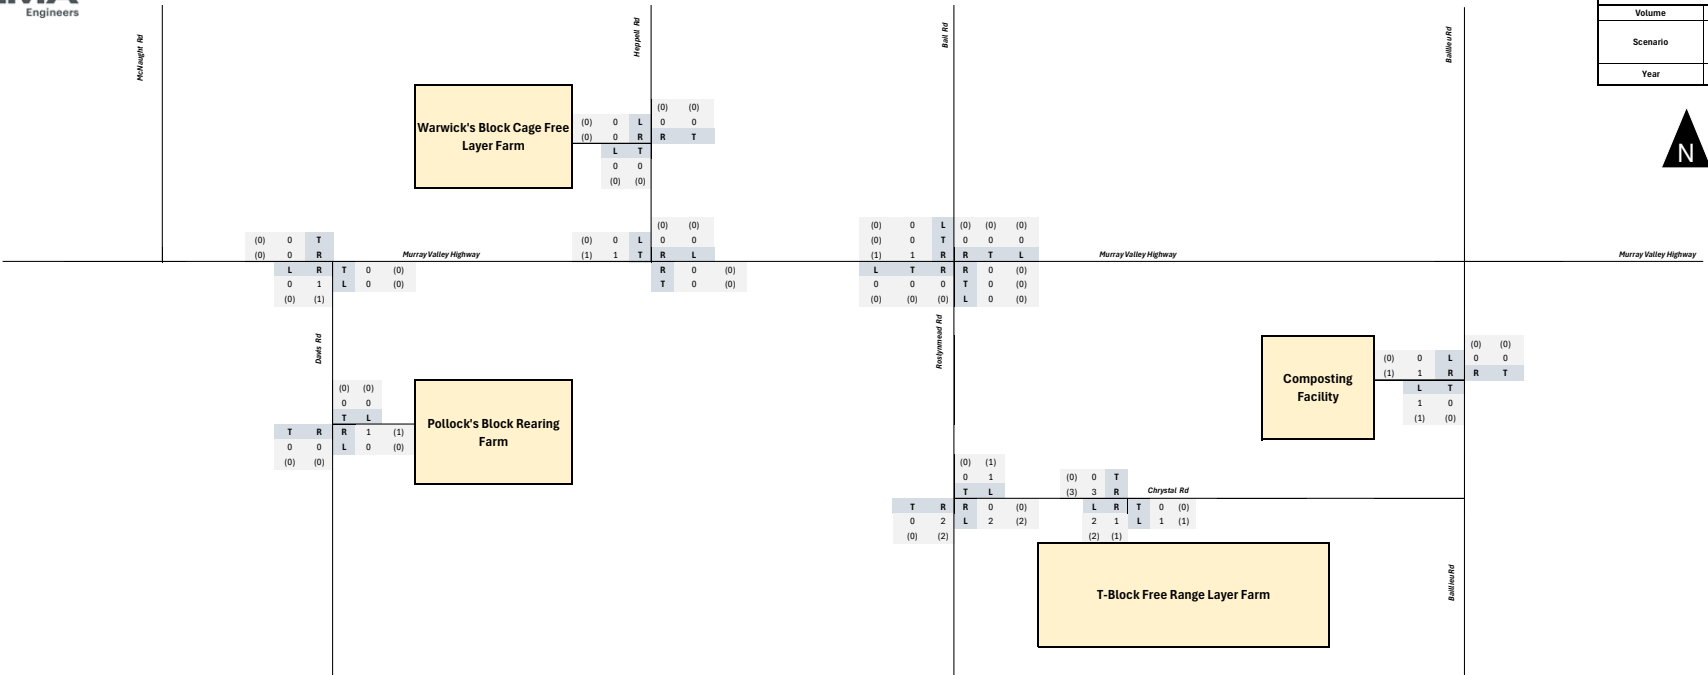 Engineers
Volume
Scenario
Year
McNaught Rd
Heppell Rd
Ball Rd
Baillieu Rd
N
Warwick's Block Cage Free
Layer Farm
(0) (0)
(0) 0 L 0 0
(0) 0 R R T
L T
0 0
(0) (0)
(0) 0 T
(0) 0 R
L R T 0 (0)
0 1 L 0 (0)
(0) (1)
Murray Valley Highway
(0) (0)
(0) 0 L 0 0
(1) 1 T R L
R 0 (0)
T 0 (0)
(0) 0 L (0) (0) (0)
(0) 0 T 0 0 0
(1) 1 R R T L
L T R R 0 (0)
0 0 0 T 0 (0)
(0) (0) (0) L 0 (0)
Murray Valley Highway
Murray Valley Highway
Davis Rd
Roslynmead Rd
(0) (0)
0 0
T L
T R R 1 (1)
0 0 L 0 (0)
(0) (0)
Pollock's Block Rearing
Farm
Composting
Facility
(0) (0)
(0) 0 L 0 0
(1) 1 R R T
L T
1 0
(1) (0)
(0) (1)
0 1
T L
T R R 0 (0)
0 2 L 2 (2)
(0) (2)
(0) 0 T
(3) 3 R
L R T 0 (0)
2 1 L 1 (1)
(2) (1)
Chrystal Rd
T-Block Free Range Layer Farm
Baillieu Rd